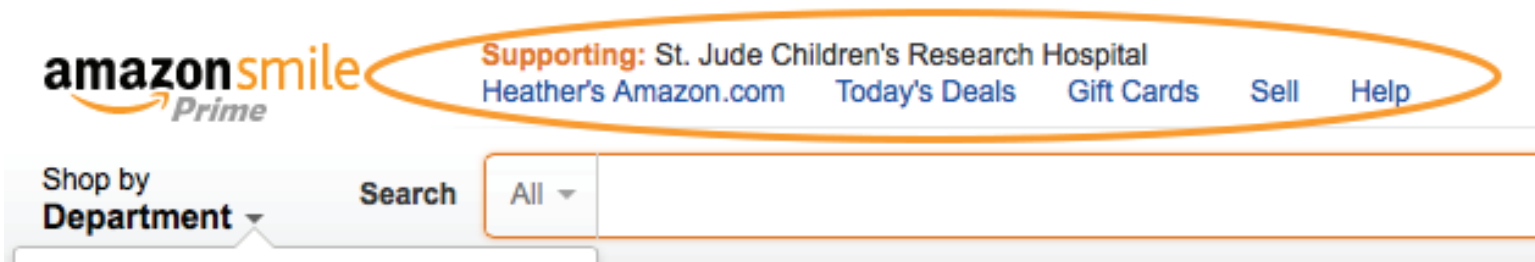 amazonsmile
Prime
Supporting: St. Jude Children's Research Hospital
Heather's Amazon.com Today's Deals Gift Cards Sell Help
Shop by
Department
Search
All